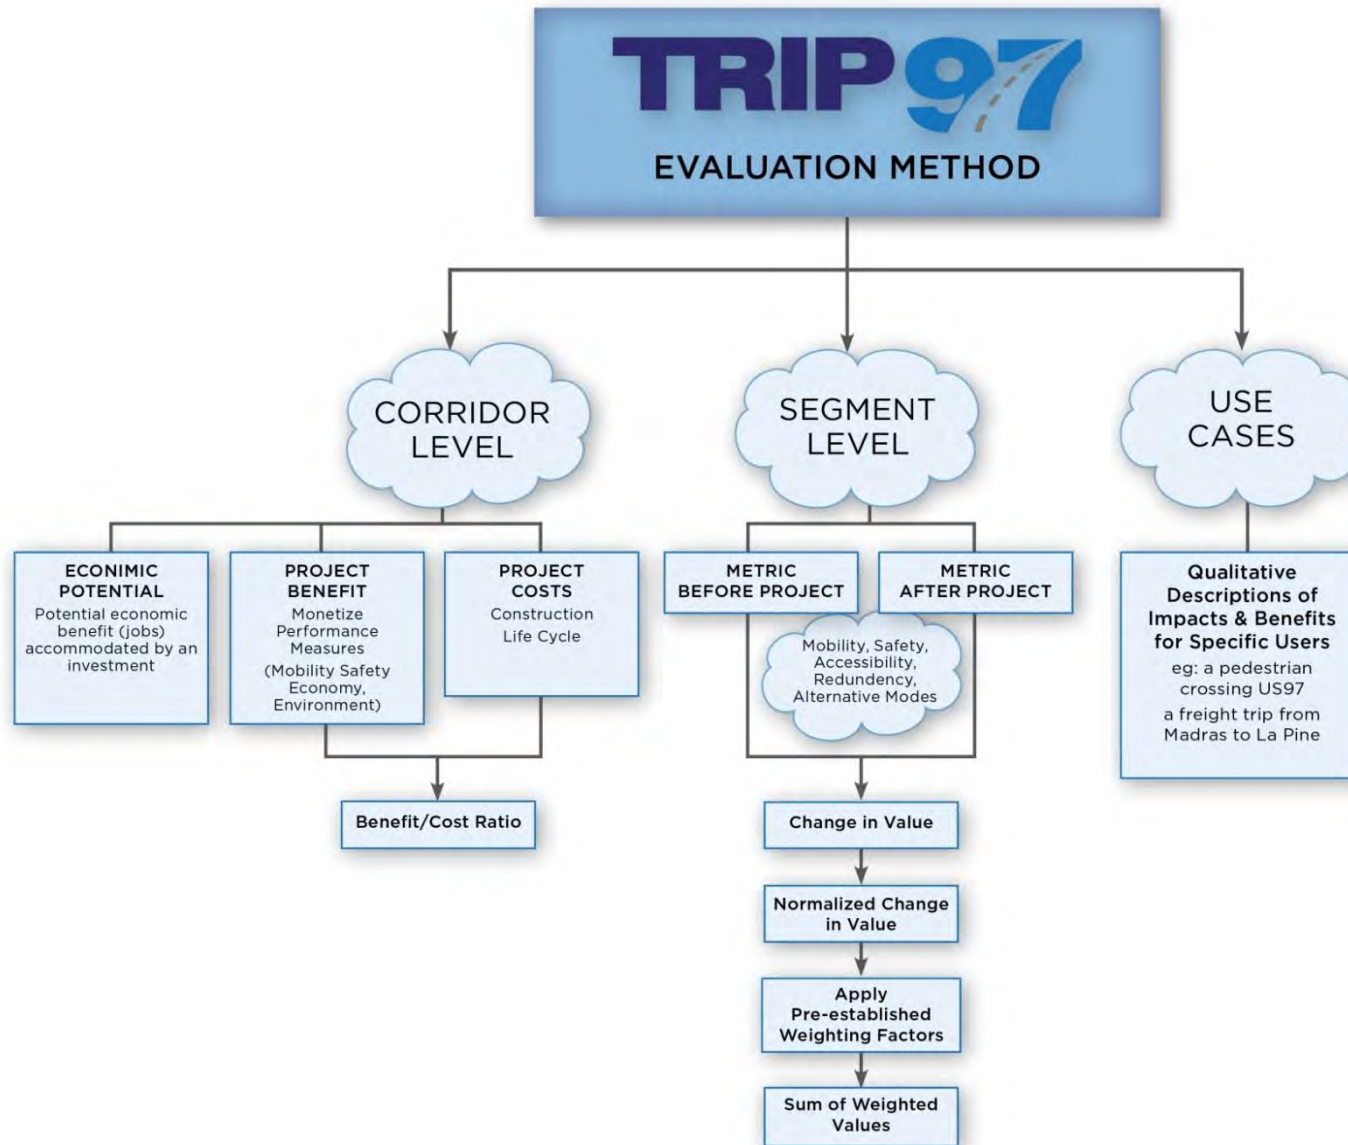 TRIP97
EVALUATION METHOD
CORRIDOR
LEVEL
SEGMENT
LEVEL
USE
CASES
ECONIMIC
POTENTIAL
Potential economic
benefit (jobs)
accommodated by an
investment
PROJECT
BENEFIT
Monetize
Performance
Measures
(Mobility Safety
Economy,
Environment)
PROJECT
COSTS
Construction
Life Cycle
Benefit/Cost Ratio
METRIC
BEFORE PROJECT
METRIC
AFTER PROJECT
Mobility, Safety,
Accessibility,
Redundency,
Alternative Modes
Change in Value
Normalized Change
in Value
Apply
Pre-established
Weighting Factors
Sum of Weighted
Values
Qualitative
Descriptions of
Impacts & Benefits
for Specific Users
eg: a pedestrian
crossing US97
a freight trip from
Madras to La Pine